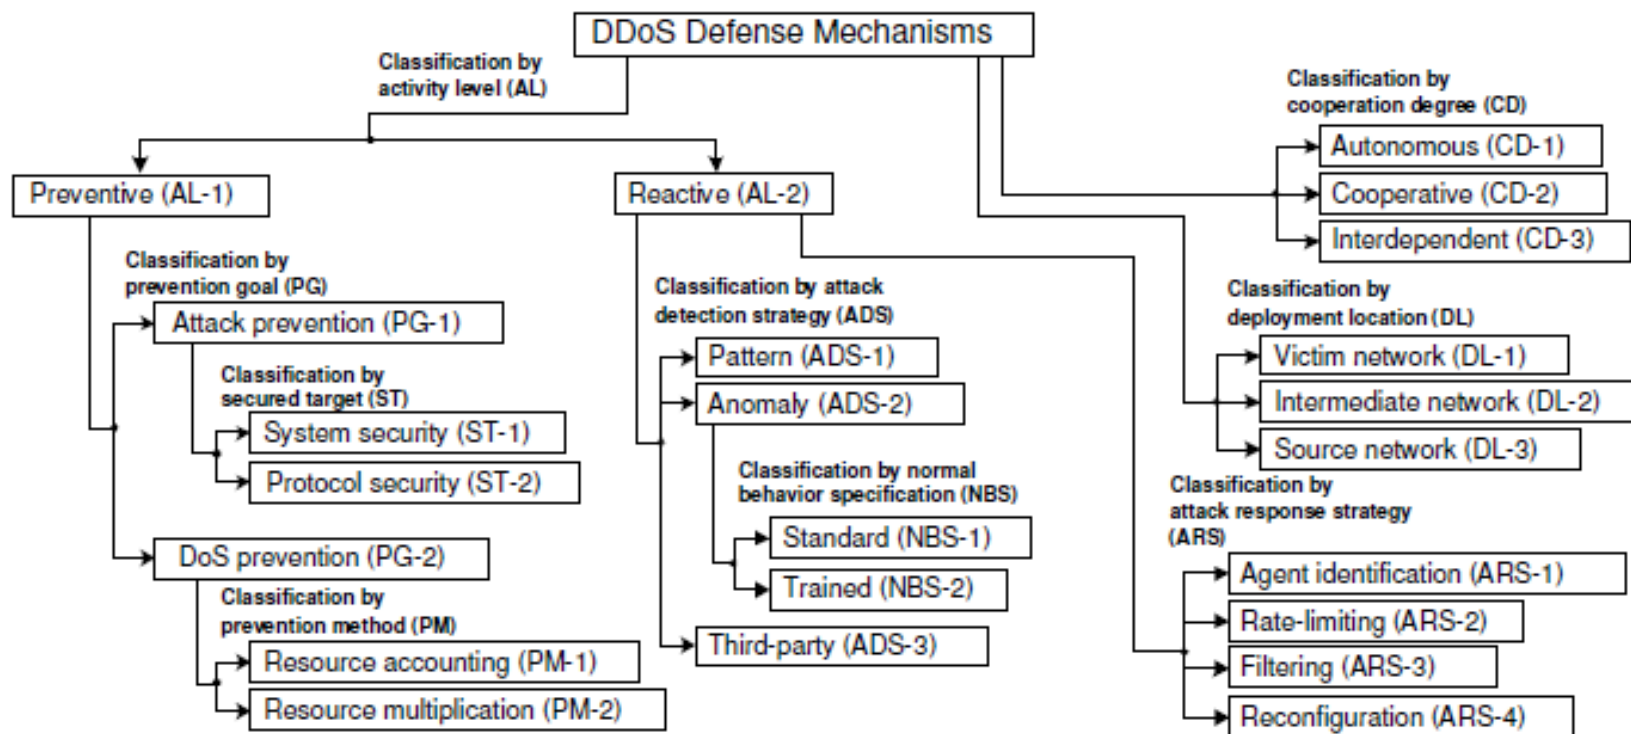 DDoS Defense Mechanisms
Classification by
activity level (AL)
Preventive (AL-1)
Reactive (AL-2)
Classification by
prevention goal (PG)
Attack prevention (PG-1)
Classification by
secured target (ST)
System security (ST-1)
Protocol security (ST-2)
DoS prevention (PG-2)
Classification by
prevention method (PM)
Resource accounting (PM-1)
Resource multiplication (PM-2)
Classification by attack
detection strategy (ADS)
Pattern (ADS-1)
Anomaly (ADS-2)
Classification by normal
behavior specification (NBS)
Standard (NBS-1)
Trained (NBS-2)
Third-party (ADS-3)
Classification by
cooperation degree (CD)
Autonomous (CD-1)
Cooperative (CD-2)
Interdependent (CD-3)
Classification by
deployment location (DL)
Victim network (DL-1)
Intermediate network (DL-2)
Source network (DL-3)
Classification by
attack response strategy
(ARS)
Agent identification (ARS-1)
Rate-limiting (ARS-2)
Filtering (ARS-3)
Reconfiguration (ARS-4)